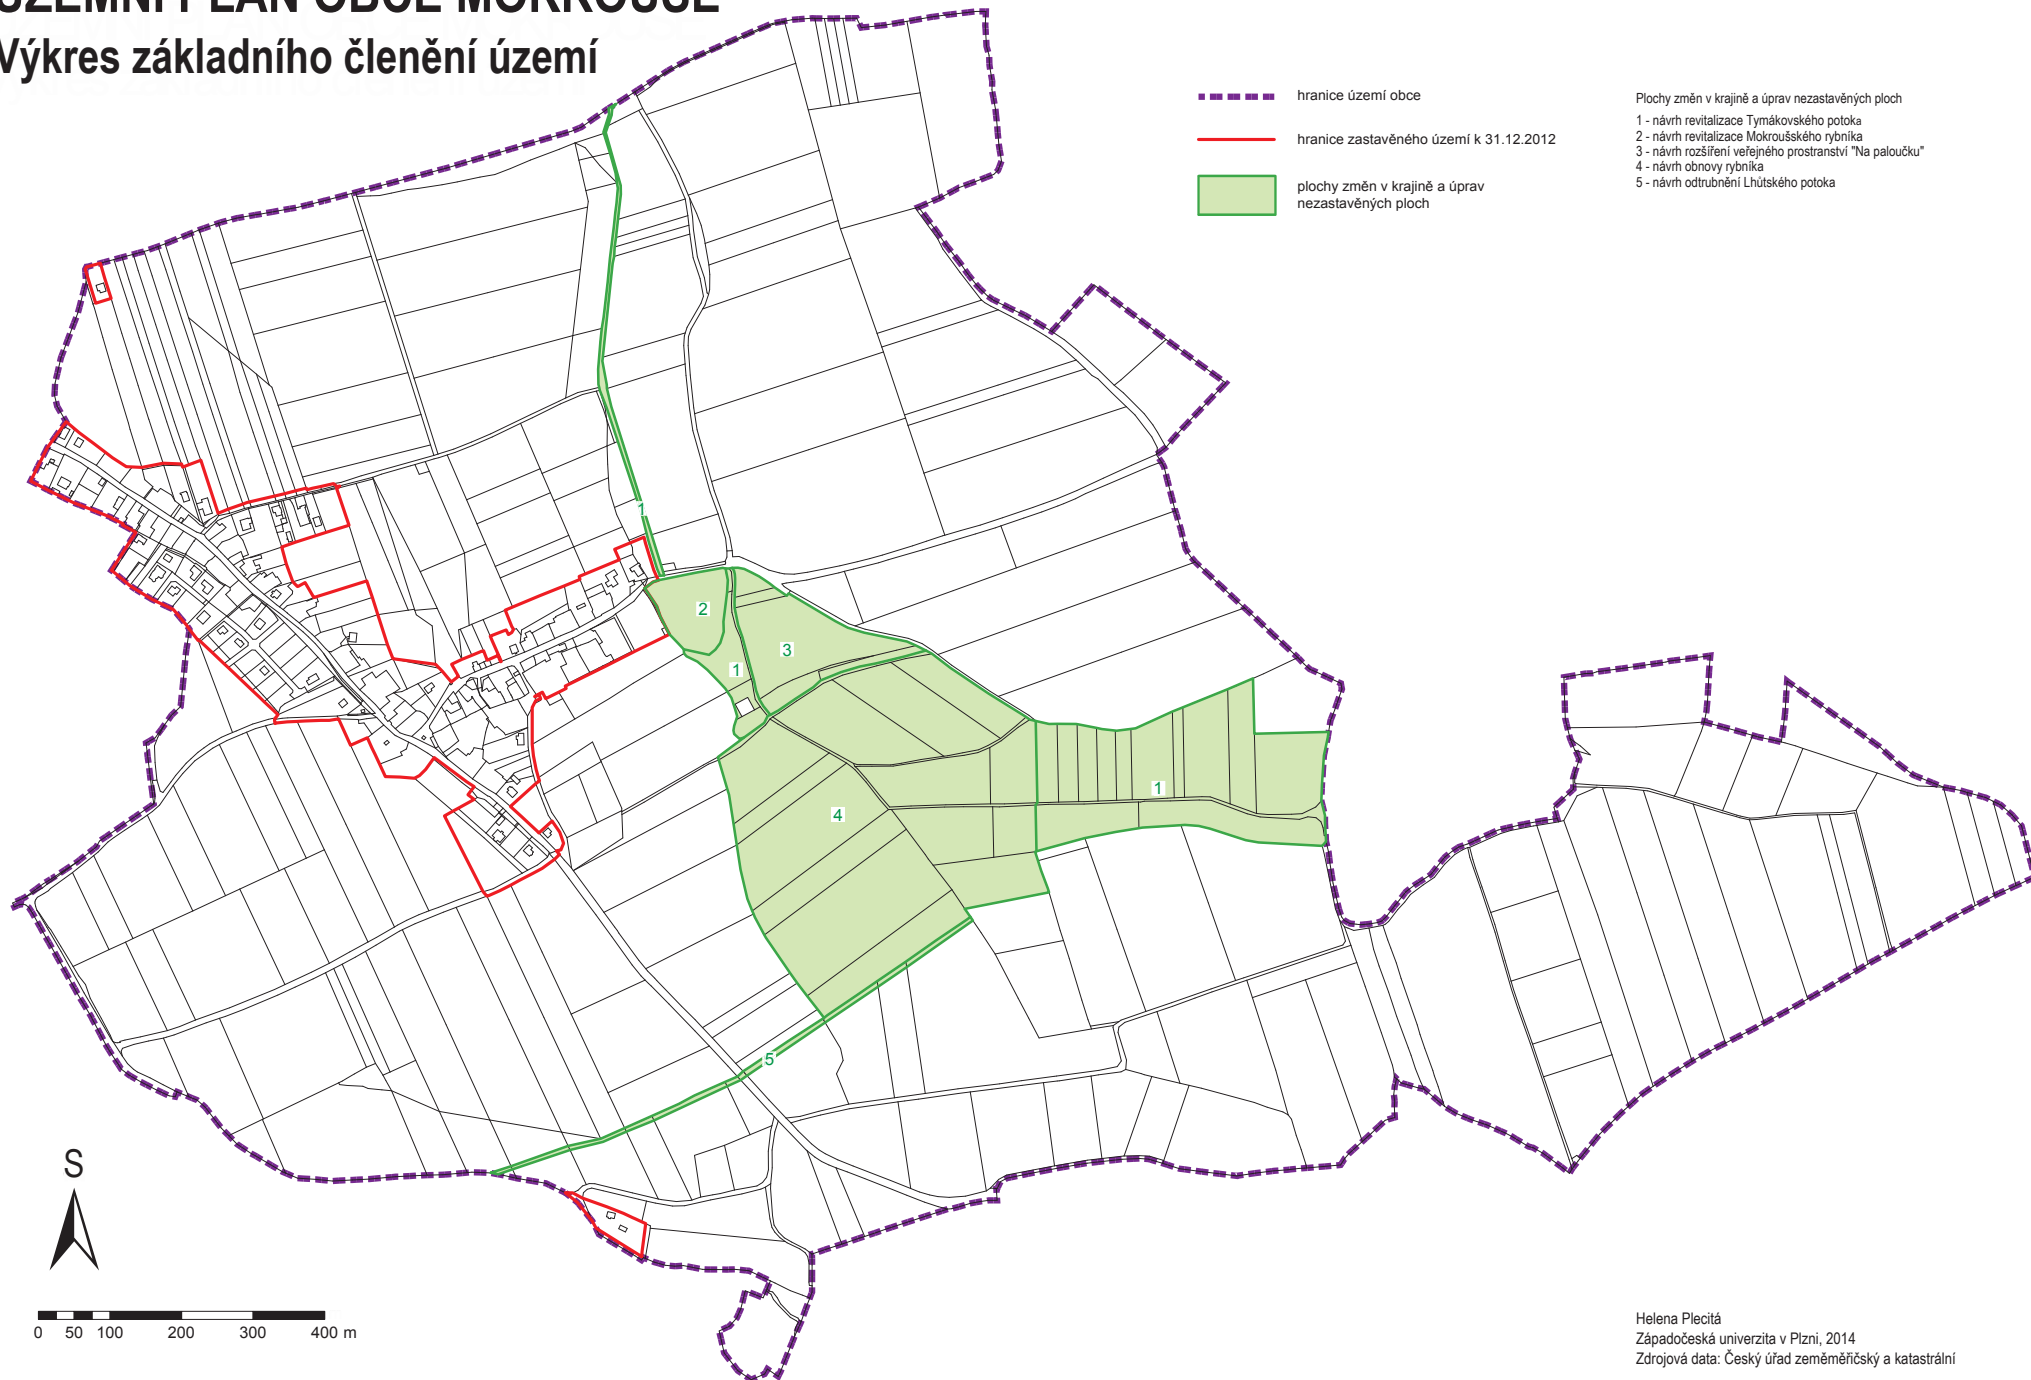 ÚZEMNÍ PLÁN OBCE MOKROUŠE
Výkres základního členění území
hranice území obce
hranice zastavěného území k 31.12.2012
plochy změn v krajině a úprav
nezastavěných ploch
Plochy změn v krajině a úprav nezastavěných ploch
1 - návrh revitalizace Tymákovského potoka
2 - návrh revitalizace Mokroušského rybníka
3 - návrh rozšíření veřejného prostranství "Na paloučku"
4 - návrh obnovy rybníka
5 - návrh odtrubnění Lhůtského potoka
1
2
3
1
1
4
5
S
0 50 100 200 300 400 m
Helena Plecitá
Západočeská univerzita v Plzni, 2014
Zdrojová data: Český úřad zeměměřičský a katastrální